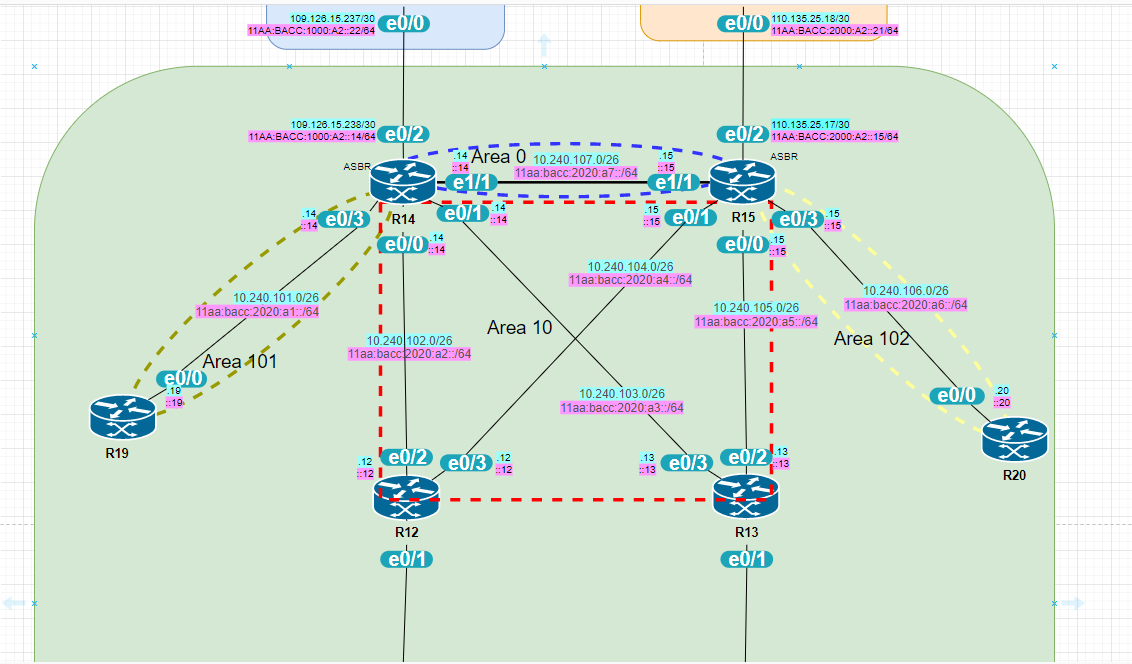 109.126.15.237/30
11AA:BACC:1000:A2::22/64
e0/0
e0/0
110.135.25.18/30
11AA:BACC:2000:A2::21/64
109.126.15.238/30
11AA:BACC:1000:A2::14/64
e0/2
e0/2
110.135.25.17/30
11AA:BACC:2000:A2::15/64
ASBR
.14
::14
Area 0
10.240.107.0/26
11aa:bacc:2020:a7::/64
.15
::15
ASBR
e1/1
e1/1
R14
R15
.14
::14
e0/3
e0/1
.14
::14
.15
::15
e0/1
e0/3
.15
::15
e0/0
.14
::14
e0/0
.15
::15
10.240.104.0/26
11aa:bacc:2020:a4::/64
10.240.101.0/26
11aa:bacc:2020:a1::/64
10.240.105.0/26
11aa:bacc:2020:a5::/64
10.240.106.0/26
11aa:bacc:2020:a6::/64
Area 10
10.240.102.0/26
11aa:bacc:2020:a2::/64
Area 102
Area 101
e0/0
.19
::19
10.240.103.0/26
11aa:bacc:2020:a3::/64
e0/0
.20
::20
R19
R20
.12
::12
e0/2
e0/3
.12
::12
.13
::13
e0/3
e0/2
.13
::13
R12
R13
e0/1
e0/1